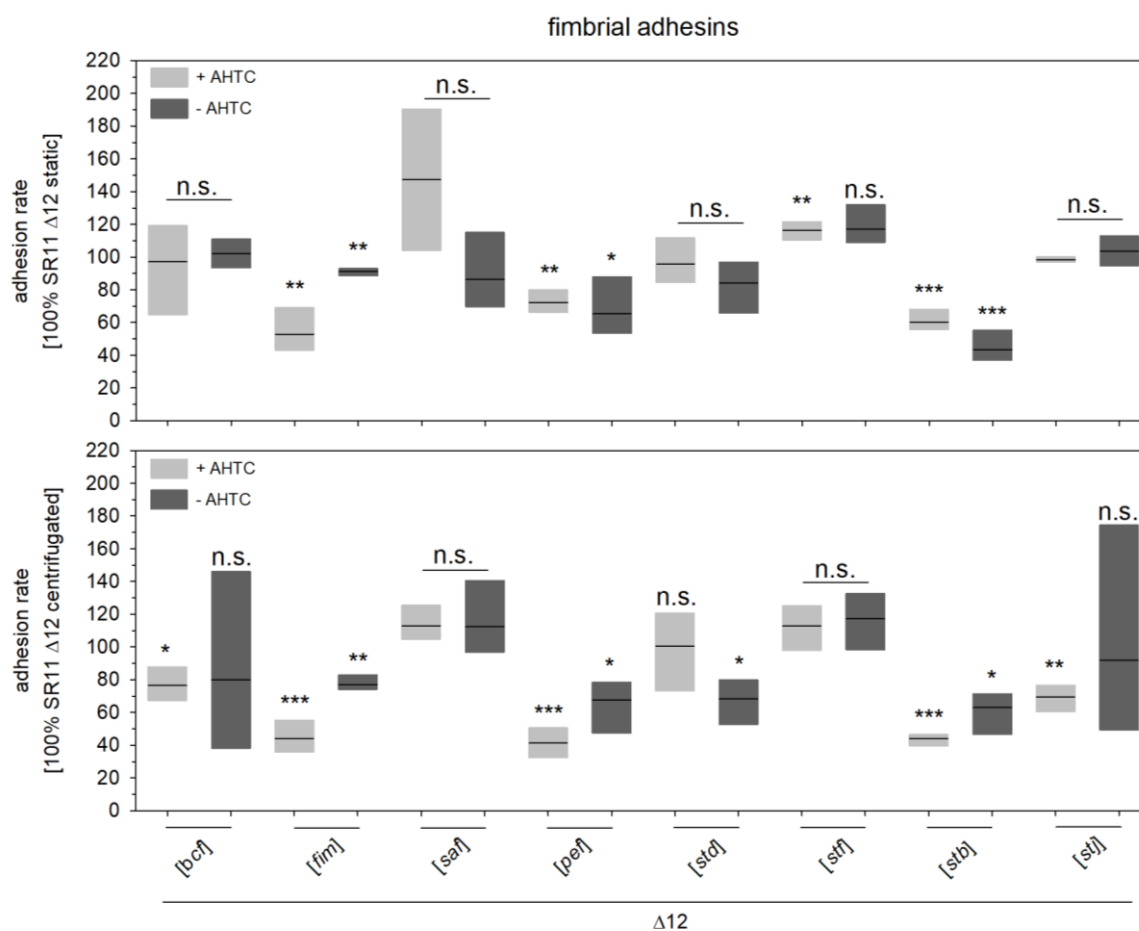 fimbrial adhesins
adhesion rate
[100% SR11 Δ12 static]
220
200
180
160
140
120
100
80
60
40
20
0
+ AHTC
- AHTC
n.s.
**
**
n.s.
**
*
n.s.
**
n.s.
***
***
n.s.
adhesion rate
[100% SR11 Δ12 centrifugated]
220
200
180
160
140
120
100
80
60
40
20
0
+ AHTC
- AHTC
*
n.s.
***
**
n.s.
***
*
n.s.
*
n.s.
***
*
**
n.s.
[bcf] [fim] [saf] [pef] [std] [stf] [stb] [stj]
Δ12